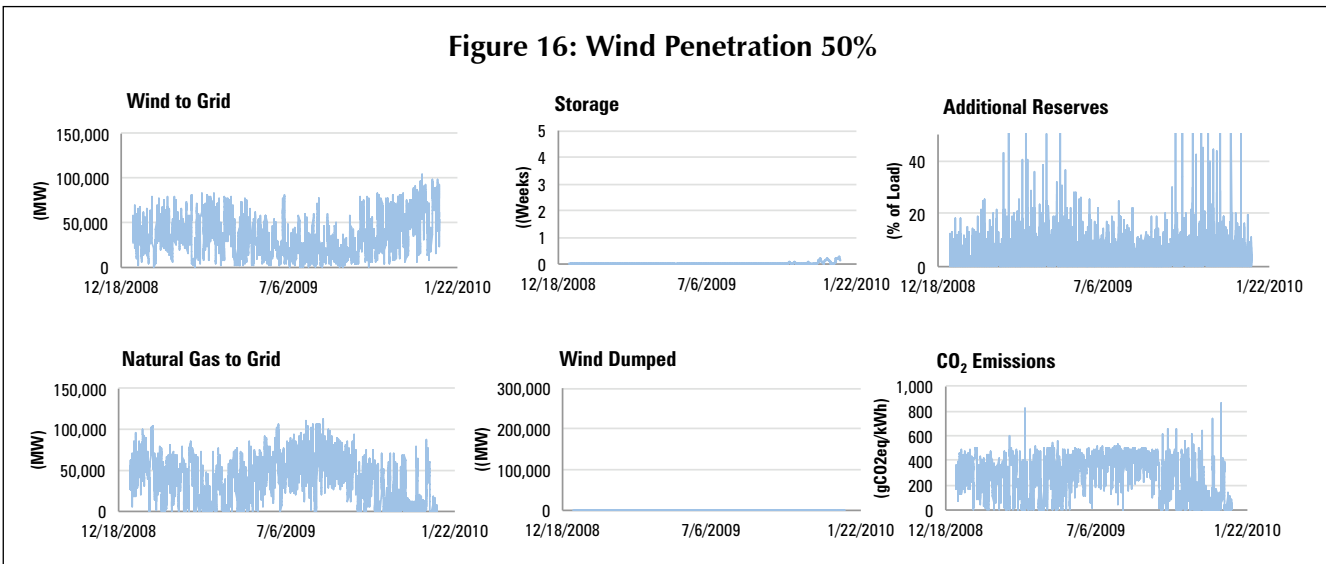 Figure 16: Wind Penetration 50%
Wind to Grid
(MW)
150,000
100,000
50,000
0
12/18/2008 7/6/2009 1/22/2010
Storage
((Weeks)
5
4
3
2
1
0
12/18/2008 7/6/2009 1/22/2010
Additional Reserves
(% of Load)
40
20
0
12/18/2008 7/6/2009 1/22/2010
Natural Gas to Grid
(MW)
150,000
100,000
50,000
0
12/18/2008 7/6/2009 1/22/2010
Wind Dumped
((MW)
300,000
200,000
100,000
0
12/18/2008 7/6/2009 1/22/2010
CO₂ Emissions
(gCO2eq/kWh)
1,000
800
600
400
200
0
12/18/2008 7/6/2009 1/22/2010